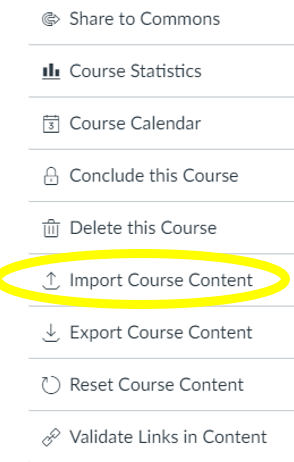 Share to Commons
Course Statistics
3 Course Calendar
Conclude this Course
Delete this Course
Import Course Content
Export Course Content
Reset Course Content
Validate Links in Content